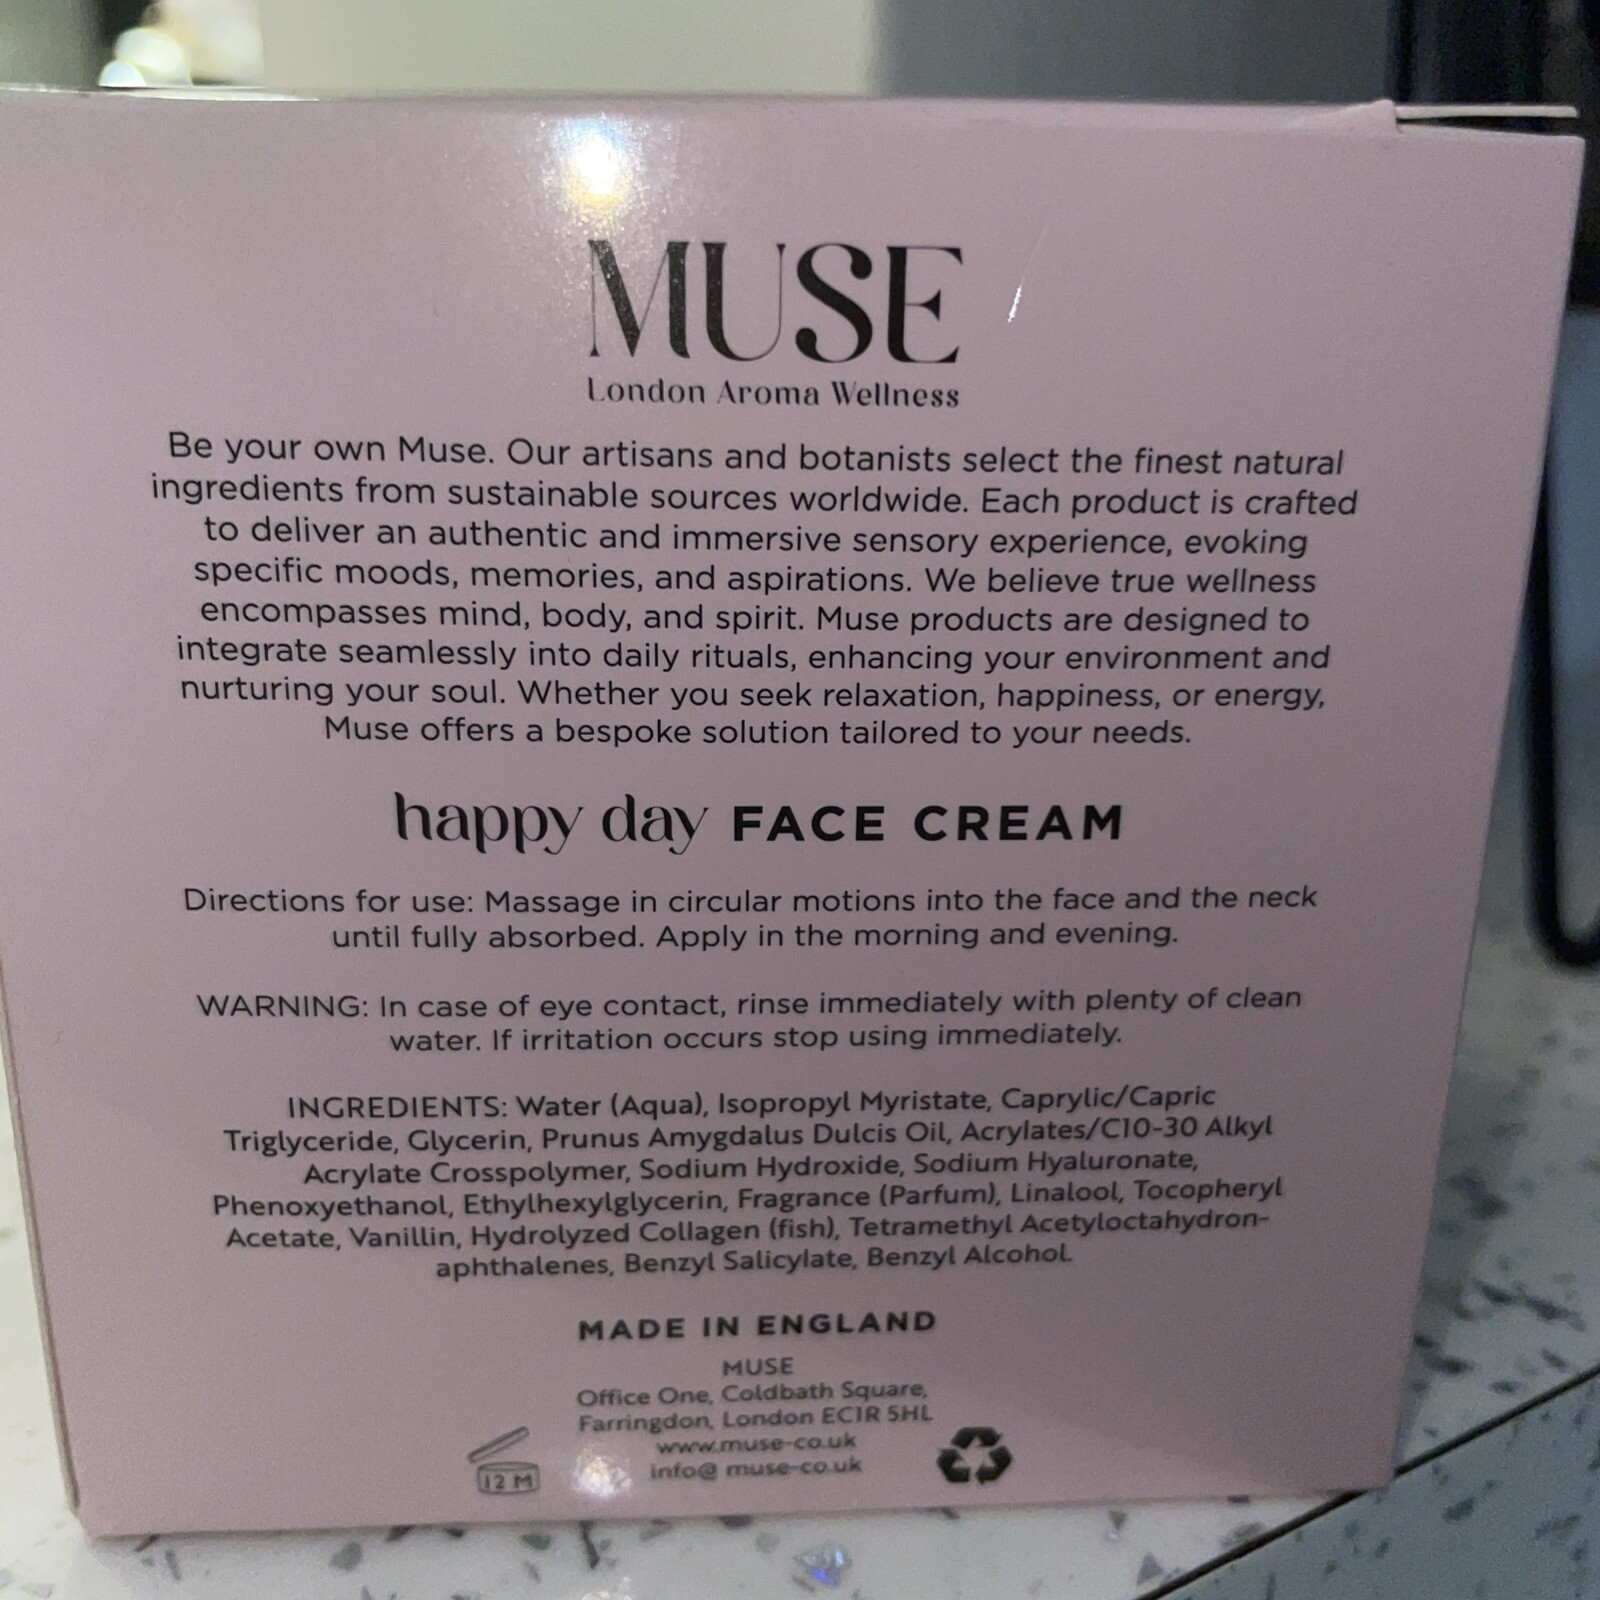 MUSE
London Aroma Wellness
Be your own Muse. Our artisans and botanists select the finest natural
ingredients from sustainable sources worldwide. Each product is crafted
to deliver an authentic and immersive sensory experience, evoking
specific moods, memories, and aspirations. We believe true wellness
encompasses mind, body, and spirit. Muse products are designed to
integrate seamlessly into daily rituals, enhancing your environment and
nurturing your soul. Whether you seek relaxation, happiness, or energy,
Muse offers a bespoke solution tailored to your needs.
happy day FACE CREAM
Directions for use: Massage in circular motions into the face and the neck
until fully absorbed. Apply in the morning and evening.
WARNING: In case of eye contact, rinse immediately with plenty of clean
water. If irritation occurs stop using immediately.
INGREDIENTS: Water (Aqua), Isopropyl Myristate, Caprylic/Capric
Triglyceride, Glycerin, Prunus Amygdalus Dulcis Oil, Acrylates/C10-30 Alkyl
Acrylate Crosspolymer, Sodium Hydroxide, Sodium Hyaluronate,
Phenoxyethanol, Ethylhexylglycerin, Fragrance (Parfum), Linalool, Tocopheryl
Acetate, Vanillin, Hydrolyzed Collagen (fish), Tetramethyl Acetyloctahydron-
aphthalenes, Benzyl Salicylate, Benzyl Alcohol.
MADE IN ENGLAND
MUSE
Office One, Coldbath Square,
Farringdon, London EC1R 5HL
www.muse-co.uk
info@ muse-co.uk
12 M